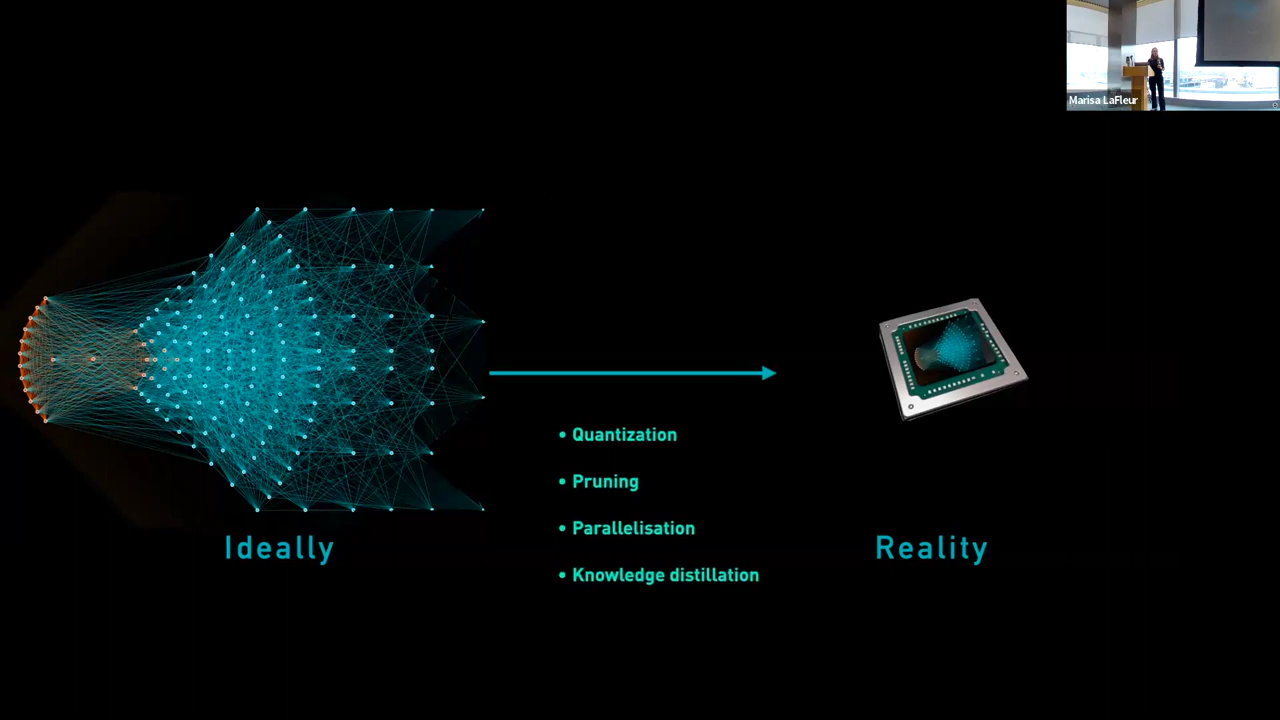 Marisa LaFleur
• Quantization
• Pruning
• Parallelisation
• Knowledge distillation
Ideally
Reality